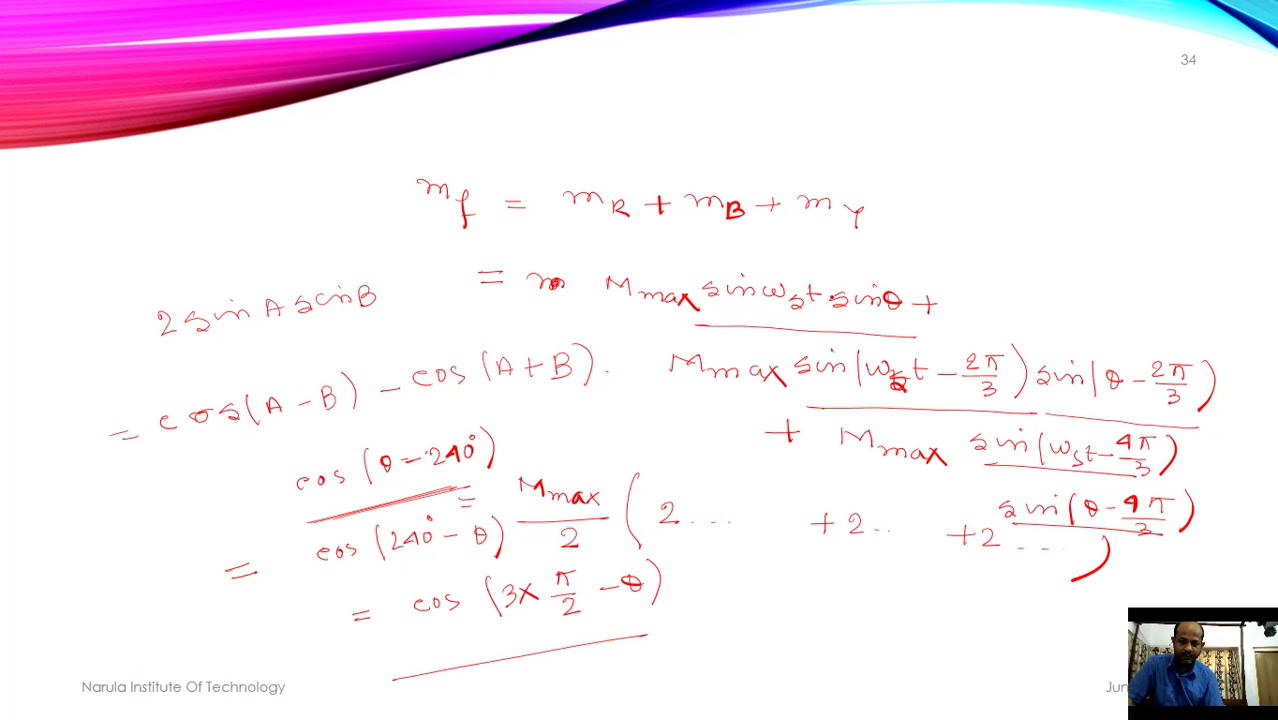 34
m_f = m_R + m_B + m_Y
= M_max sin ω_s t . sin θ +
2 sin A sin B
M_max sin(ω_s t - 2π/3) sin(θ - 2π/3)
= cos(A - B) - cos(A + B).
+ M_max sin(ω_s t - 4π/3)
sin(θ - 4π/3)
cos(θ - 240°)
= M_max/2 ( 2 ... + 2 .. + 2 .... )
= cos(240° - θ)
= cos(3 x π/2 - θ)
Narula Institute Of Technology